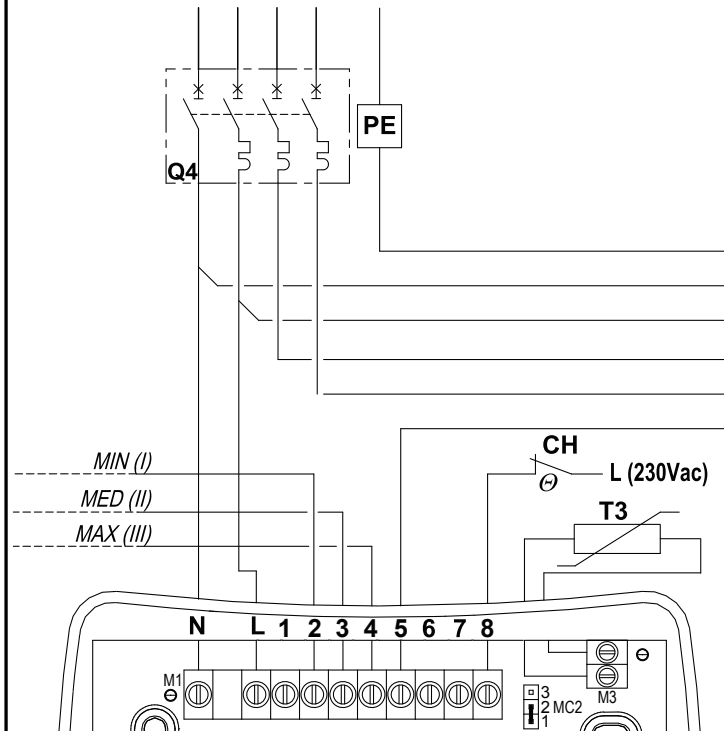 PE
Q4
CH
MIN (I)
L (230Vac)
Θ
MED (II)
T3
MAX (III)
N L 1 2 3 4 5 6 7 8
M1
3
2 MC2
1
M3